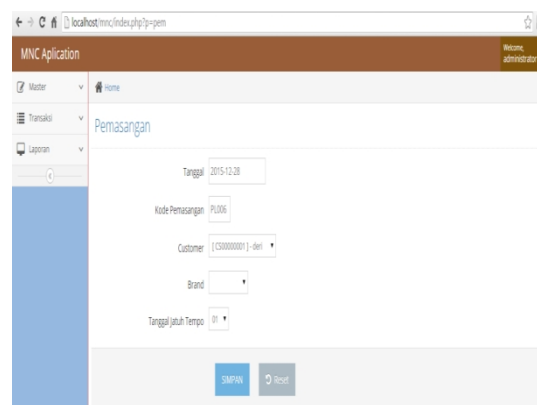 localhost/mnc/index.php?p=pem
MNC Aplication
Welcome,
administrator
Master
Home
Transaksi
Laporan
Pemasangan
Tanggal 2015-12-28
Kode Pemasangan PL006
Customer [ CS00000001 ] - deri
Brand
Tanggal Jatuh Tempo 01
SIMPAN Reset